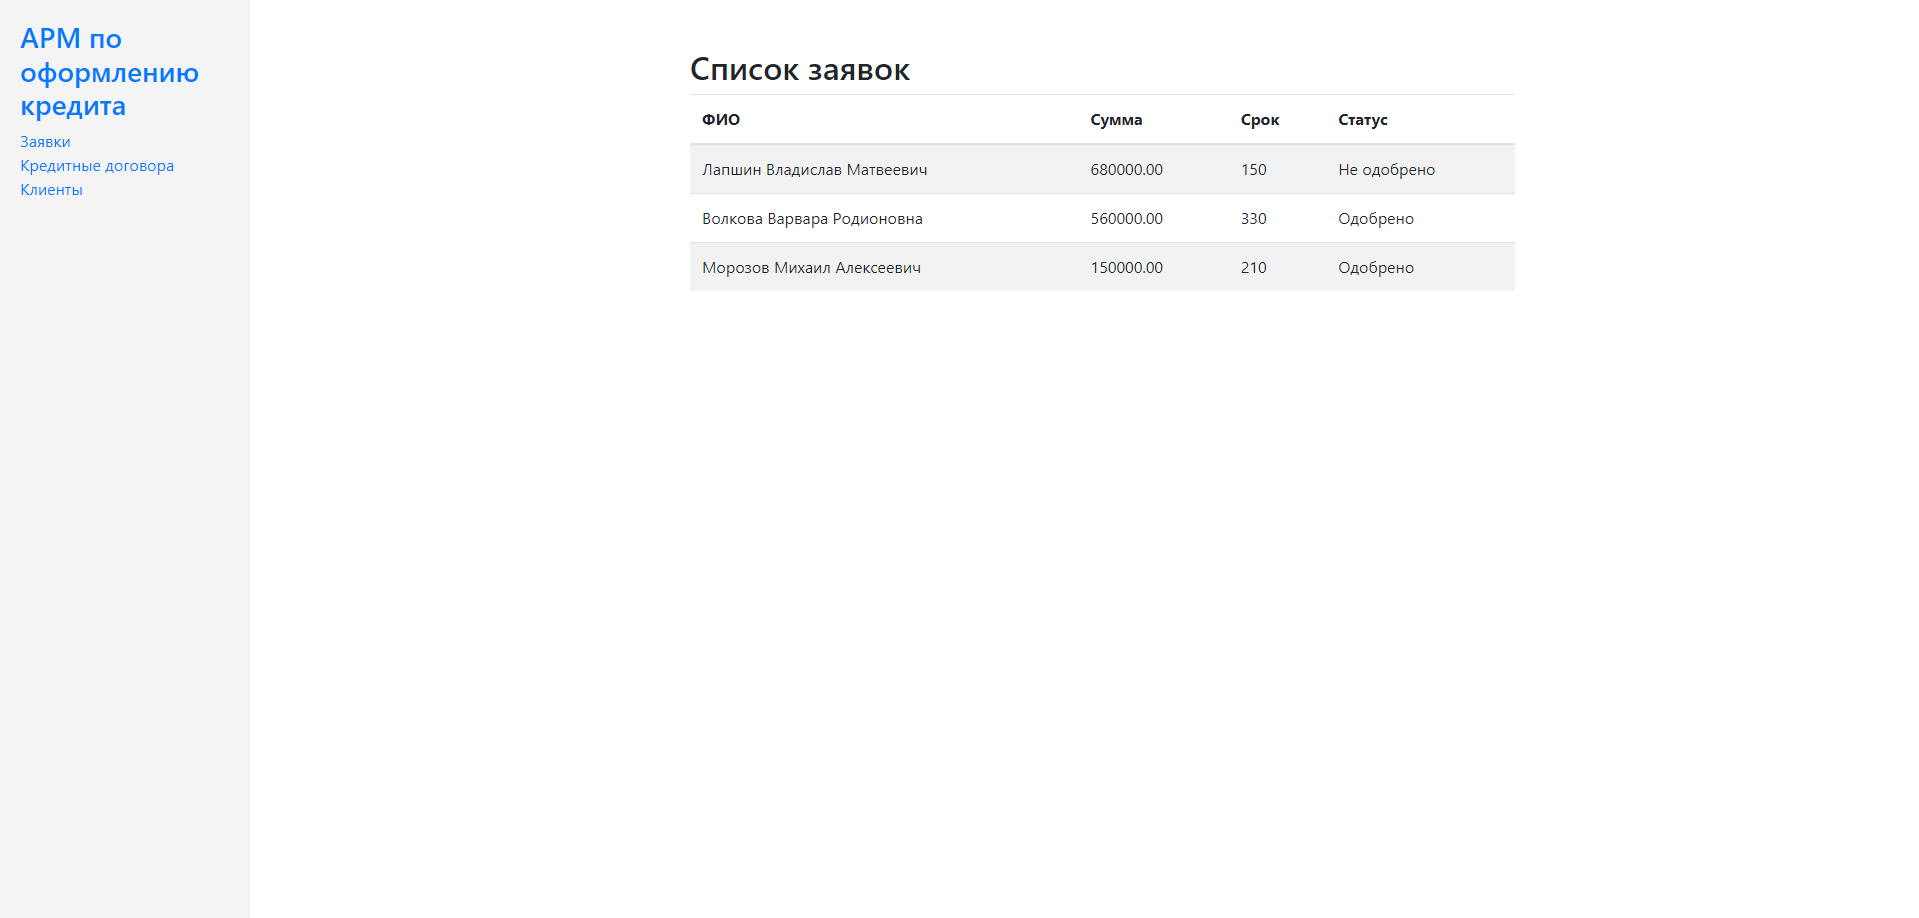 АРМ по
оформлению
кредита
Заявки
Кредитные договора
Клиенты
Список заявок
ФИО Сумма Срок Статус
Лапшин Владислав Матвеевич 680000.00 150 Не одобрено
Волкова Варвара Родионовна 560000.00 330 Одобрено
Морозов Михаил Алексеевич 150000.00 210 Одобрено